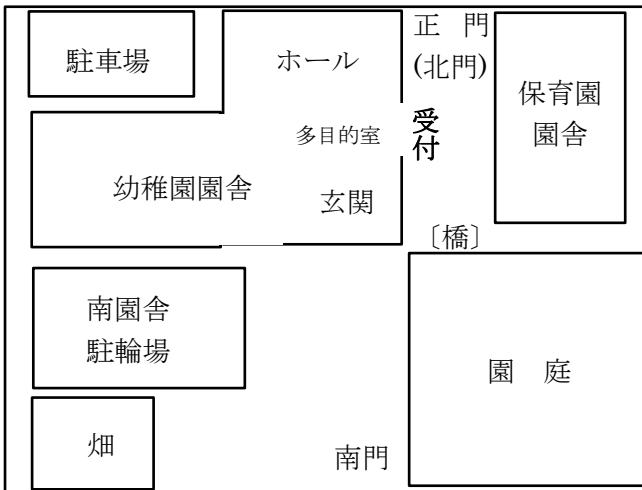 駐車場
ホール
正 門
(北門)
保育園
園舎
多目的室
受付
幼稚園園舎
玄関
〔橋〕
南園舎
駐輪場
園 庭
畑
南門